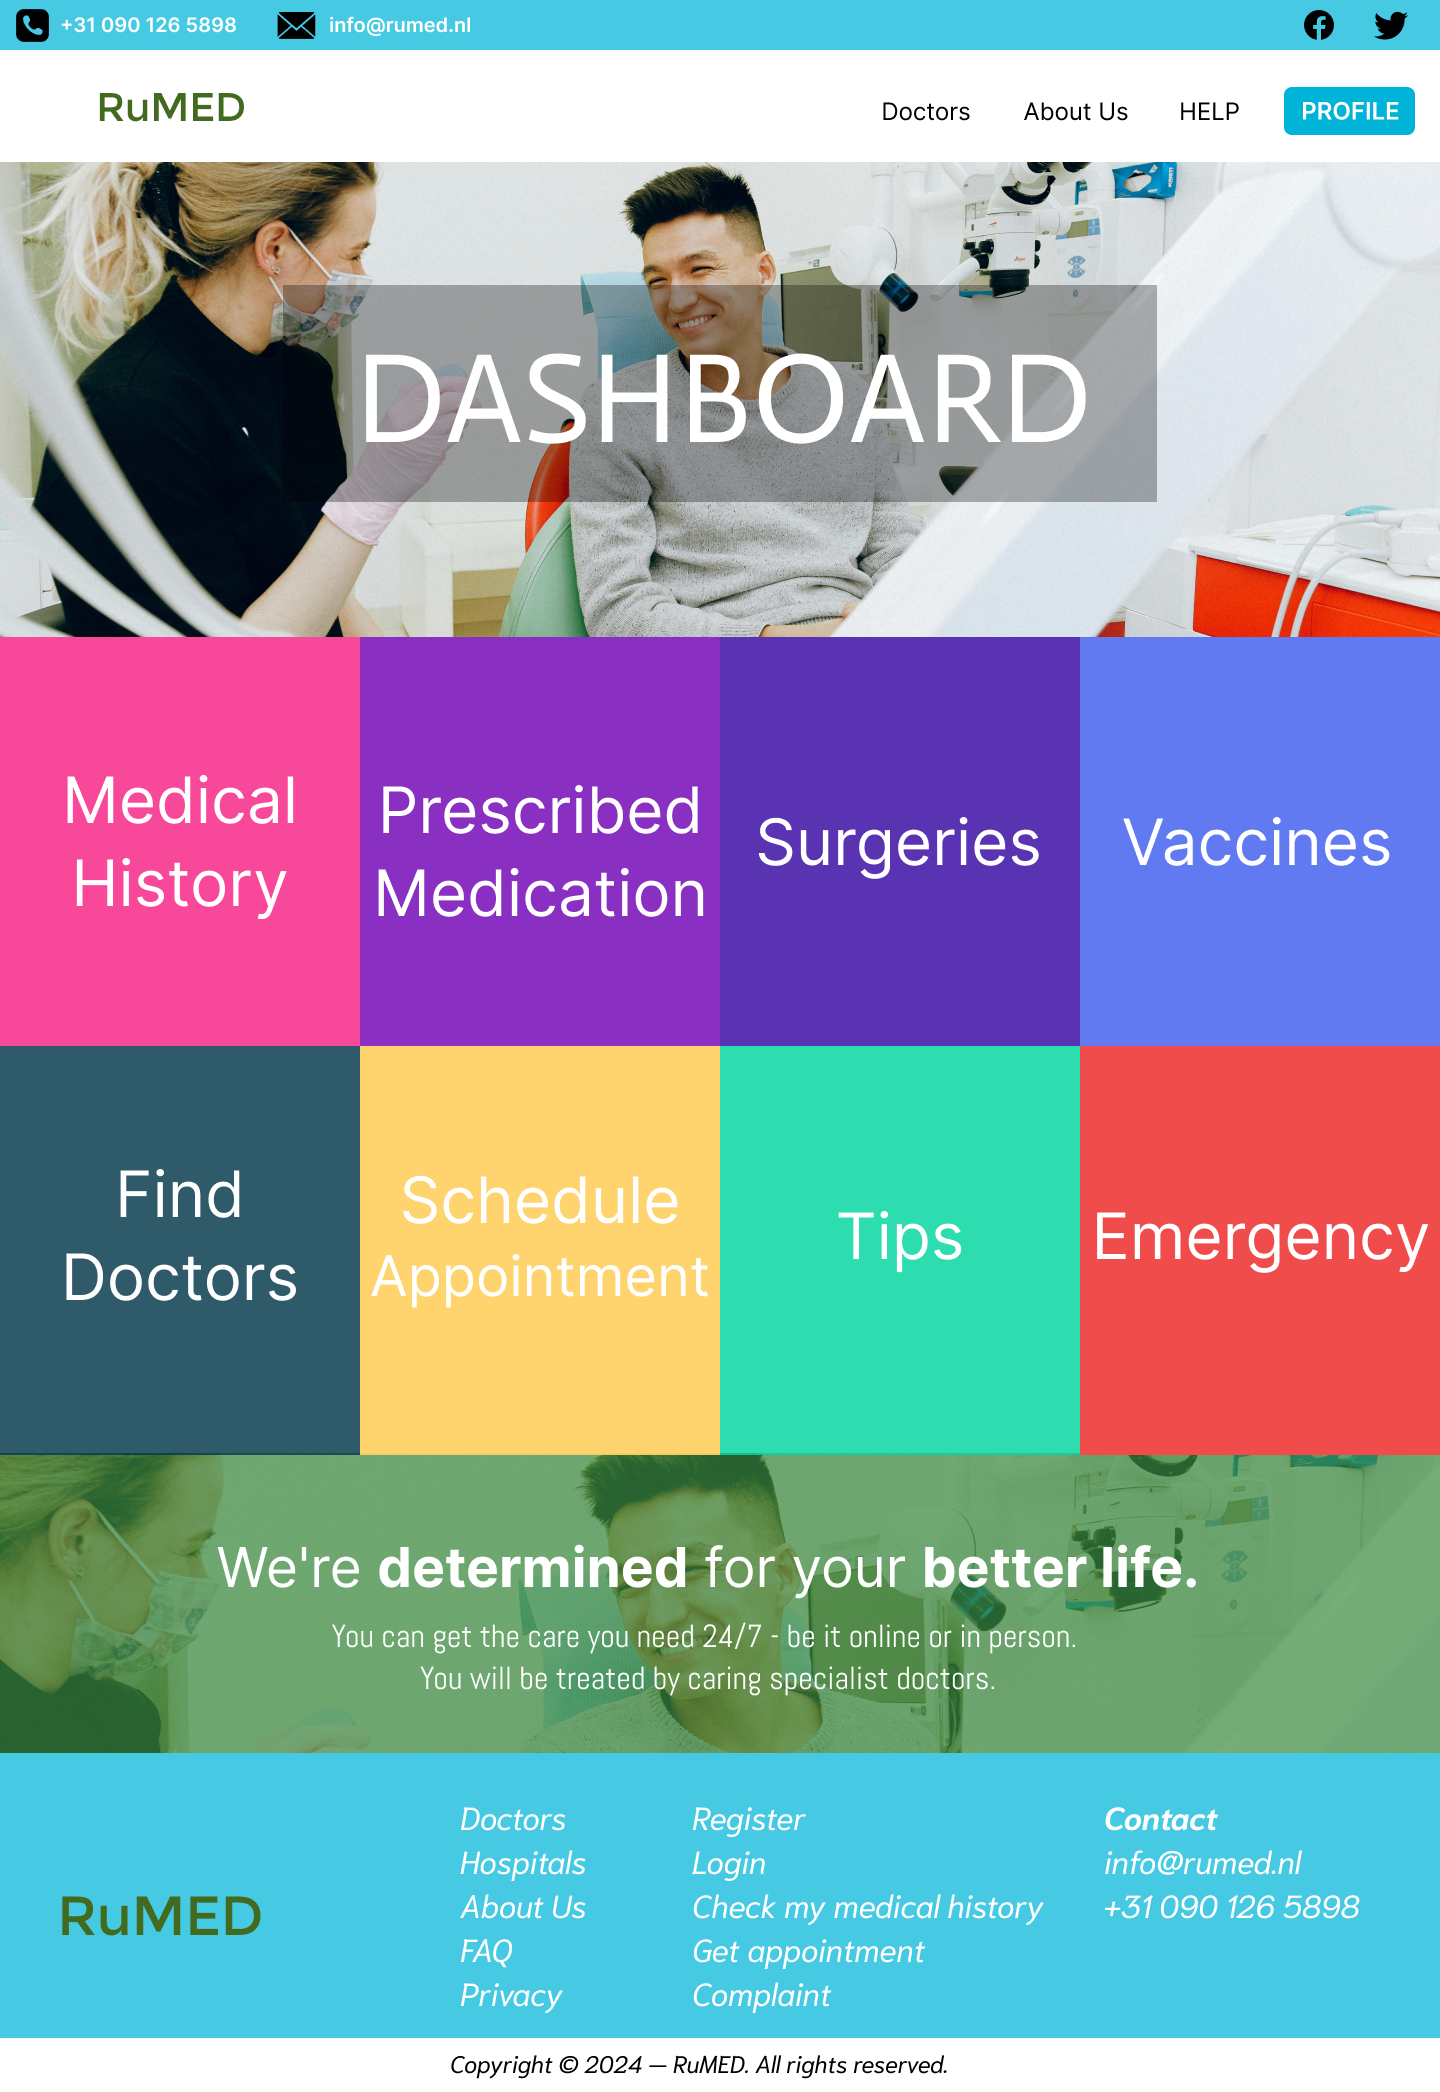 +31 090 126 5898
info@rumed.nl
RuMED
Doctors
About Us
HELP
PROFILE
DASHBOARD
Medical
History
Prescribed
Medication
Surgeries
Vaccines
Find
Doctors
Schedule
Appointment
Tips
Emergency
We're determined for your better life.
You can get the care you need 24/7 - be it online or in person.
You will be treated by caring specialist doctors.
RuMED
Doctors
Hospitals
About Us
FAQ
Privacy
Register
Login
Check my medical history
Get appointment
Complaint
Contact
info@rumed.nl
+31 090 126 5898
Copyright © 2024 — RuMED. All rights reserved.